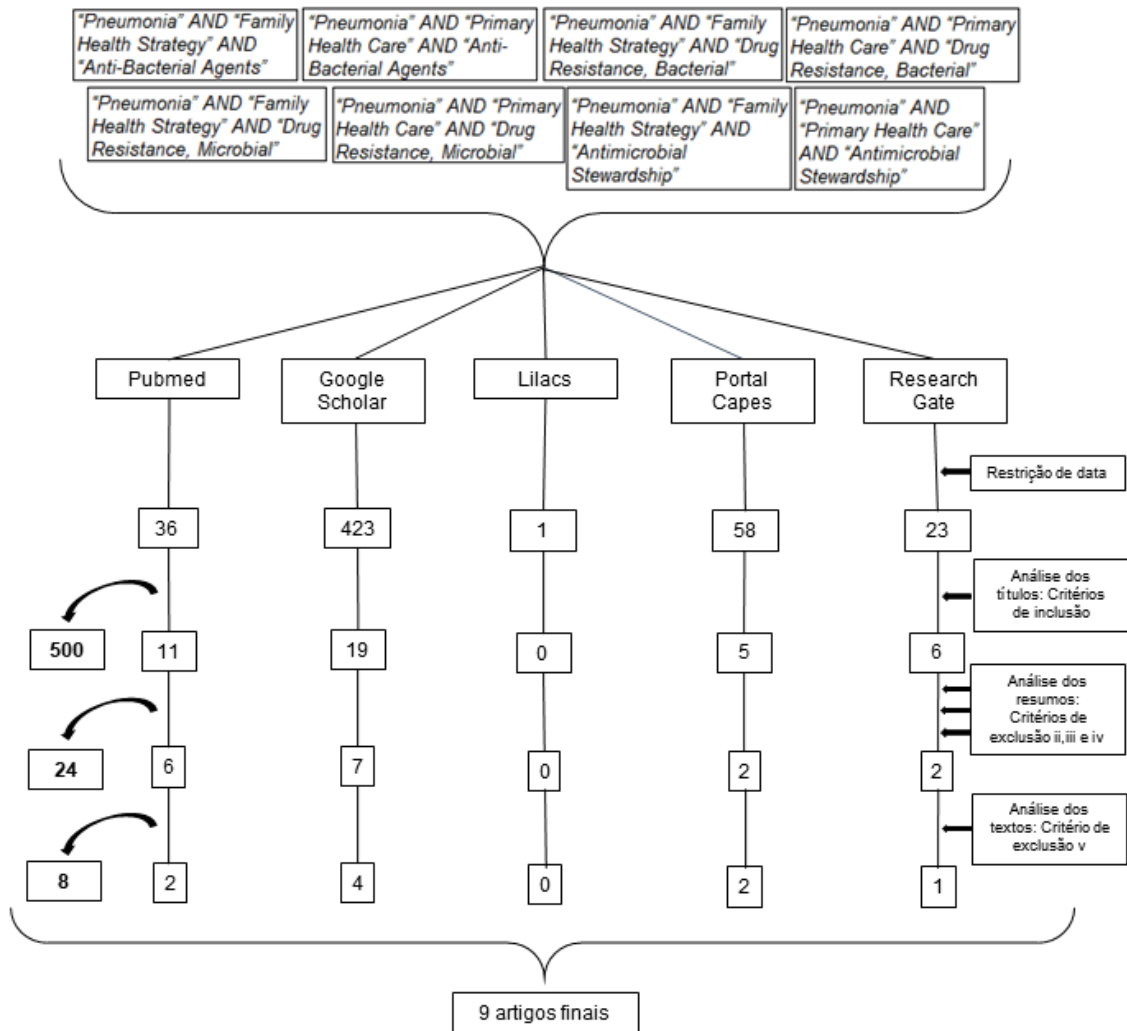 “Pneumonia” AND “Family
Health Strategy” AND
“Anti-Bacterial Agents”
“Pneumonia” AND “Primary
Health Care” AND “Anti-
Bacterial Agents”
“Pneumonia” AND “Family
Health Strategy” AND “Drug
Resistance, Bacterial”
“Pneumonia” AND “Primary
Health Care” AND “Drug
Resistance, Bacterial”
“Pneumonia” AND “Family
Health Strategy” AND “Drug
Resistance, Microbial”
“Pneumonia” AND “Primary
Health Care” AND “Drug
Resistance, Microbial”
“Pneumonia” AND “Family
Health Strategy” AND
“Antimicrobial
Stewardship”
“Pneumonia” AND
“Primary Health Care”
AND “Antimicrobial
Stewardship”
Pubmed
Google
Scholar
Lilacs
Portal
Capes
Research
Gate
Restrição de data
36
423
1
58
23
Análise dos
títulos: Critérios
de inclusão
500
11
19
0
5
6
Análise dos
resumos:
Critérios de
exclusão ii,iii e iv
24
6
7
0
2
2
Análise dos
textos: Critério de
exclusão v
8
2
4
0
2
1
9 artigos finais